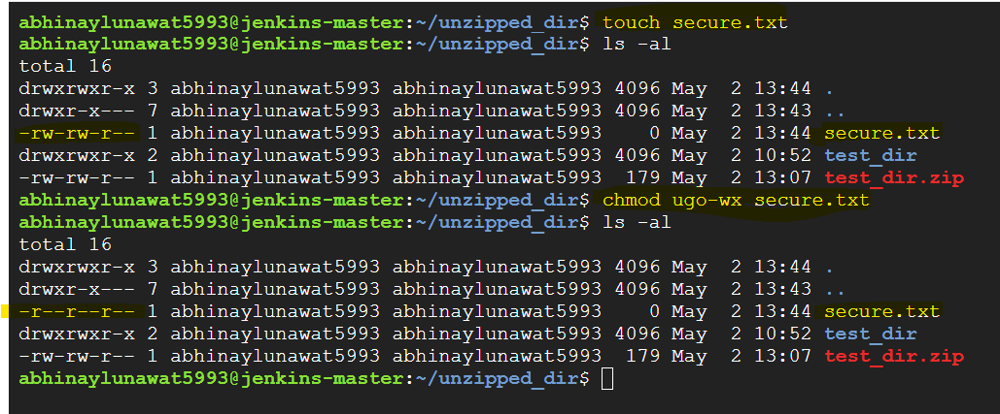 abhinaylunawat5993@jenkins-master:~/unzipped_dir$ touch secure.txt
abhinaylunawat5993@jenkins-master:~/unzipped_dir$ ls -al
total 16
drwxrwxr-x 3 abhinaylunawat5993 abhinaylunawat5993 4096 May  2 13:44 .
drwxr-x--- 7 abhinaylunawat5993 abhinaylunawat5993 4096 May  2 13:43 ..
-rw-rw-r-- 1 abhinaylunawat5993 abhinaylunawat5993    0 May  2 13:44 secure.txt
drwxrwxr-x 2 abhinaylunawat5993 abhinaylunawat5993 4096 May  2 10:52 test_dir
-rw-rw-r-- 1 abhinaylunawat5993 abhinaylunawat5993  179 May  2 13:07 test_dir.zip
abhinaylunawat5993@jenkins-master:~/unzipped_dir$ chmod ugo-wx secure.txt
abhinaylunawat5993@jenkins-master:~/unzipped_dir$ ls -al
total 16
drwxrwxr-x 3 abhinaylunawat5993 abhinaylunawat5993 4096 May  2 13:44 .
drwxr-x--- 7 abhinaylunawat5993 abhinaylunawat5993 4096 May  2 13:43 ..
-r--r--r-- 1 abhinaylunawat5993 abhinaylunawat5993    0 May  2 13:44 secure.txt
drwxrwxr-x 2 abhinaylunawat5993 abhinaylunawat5993 4096 May  2 10:52 test_dir
-rw-rw-r-- 1 abhinaylunawat5993 abhinaylunawat5993  179 May  2 13:07 test_dir.zip
abhinaylunawat5993@jenkins-master:~/unzipped_dir$